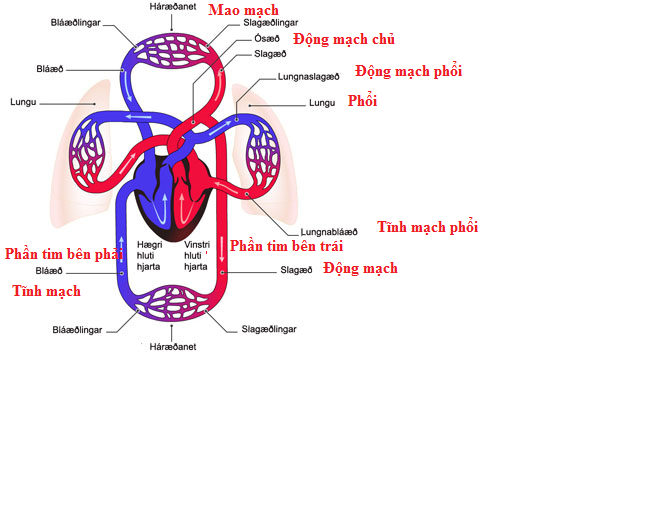 Háræðanet Mao mạch
Bláæðlingar Slagæðlingar
Ósæð Động mạch chủ
Slagæð
Bláæð
Lungnaslagæð Động mạch phổi
Lungu Lungu Phổi
Lungnabláæð Tĩnh mạch phổi
Hægri
hluti
hjarta
Vinstri
hluti
hjarta
Phần tim bên phải Phần tim bên trái
Bláæð Slagæð Động mạch
Tĩnh mạch
Bláæðlingar Slagæðlingar
Háræðanet